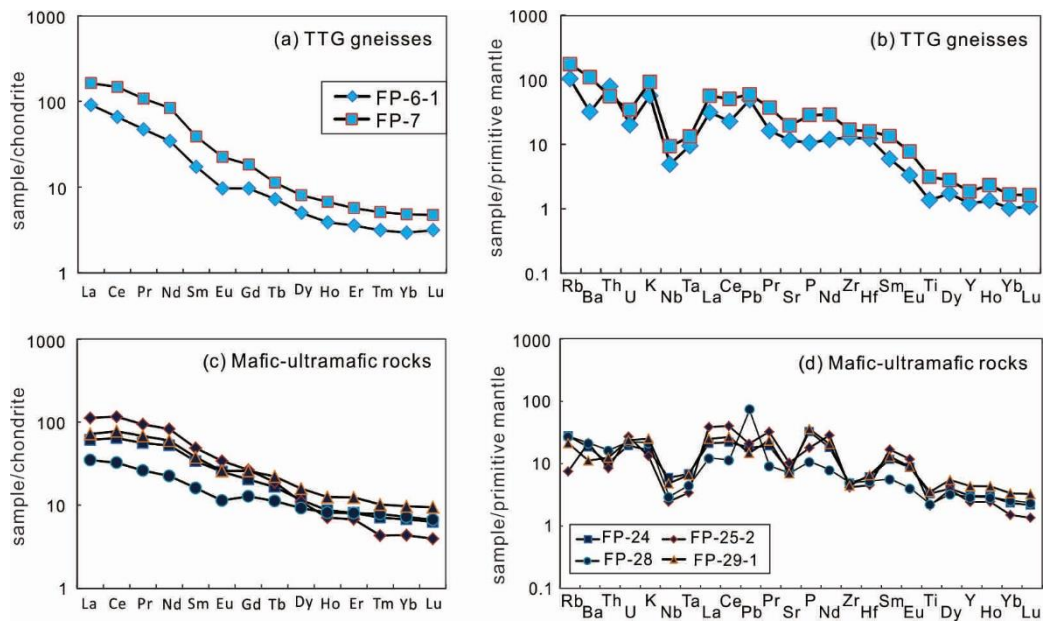 (a) TTG gneisses
1000
100
10
1
sample/chondrite
FP-6-1
FP-7
La Ce Pr Nd Sm Eu Gd Tb Dy Ho Er Tm Yb Lu
(b) TTG gneisses
1000
100
10
1
0.1
sample/primitive mantle
Rb Ba Th U K Nb Ta La Ce Pb Pr Sr P Nd Zr Hf Sm Eu Ti Dy Y Ho Yb Lu
(c) Mafic-ultramafic rocks
1000
100
10
1
sample/chondrite
La Ce Pr Nd Sm Eu Gd Tb Dy Ho Er Tm Yb Lu
(d) Mafic-ultramafic rocks
1000
100
10
1
0.1
sample/primitive mantle
FP-24 FP-25-2
FP-28 FP-29-1
Rb Ba Th U K Nb Ta La Ce Pb Pr Sr P Nd Zr Hf Sm Eu Ti Dy Y Ho Yb Lu